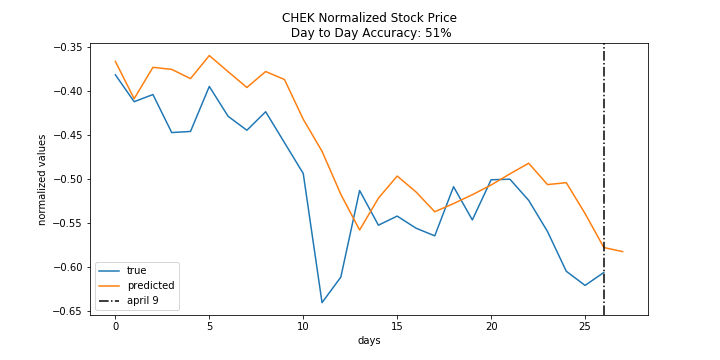 CHEK Normalized Stock Price
Day to Day Accuracy: 51%
normalized values
−0.35
−0.40
−0.45
−0.50
−0.55
−0.60
−0.65
true
predicted
april 9
0
5
10
15
20
25
days